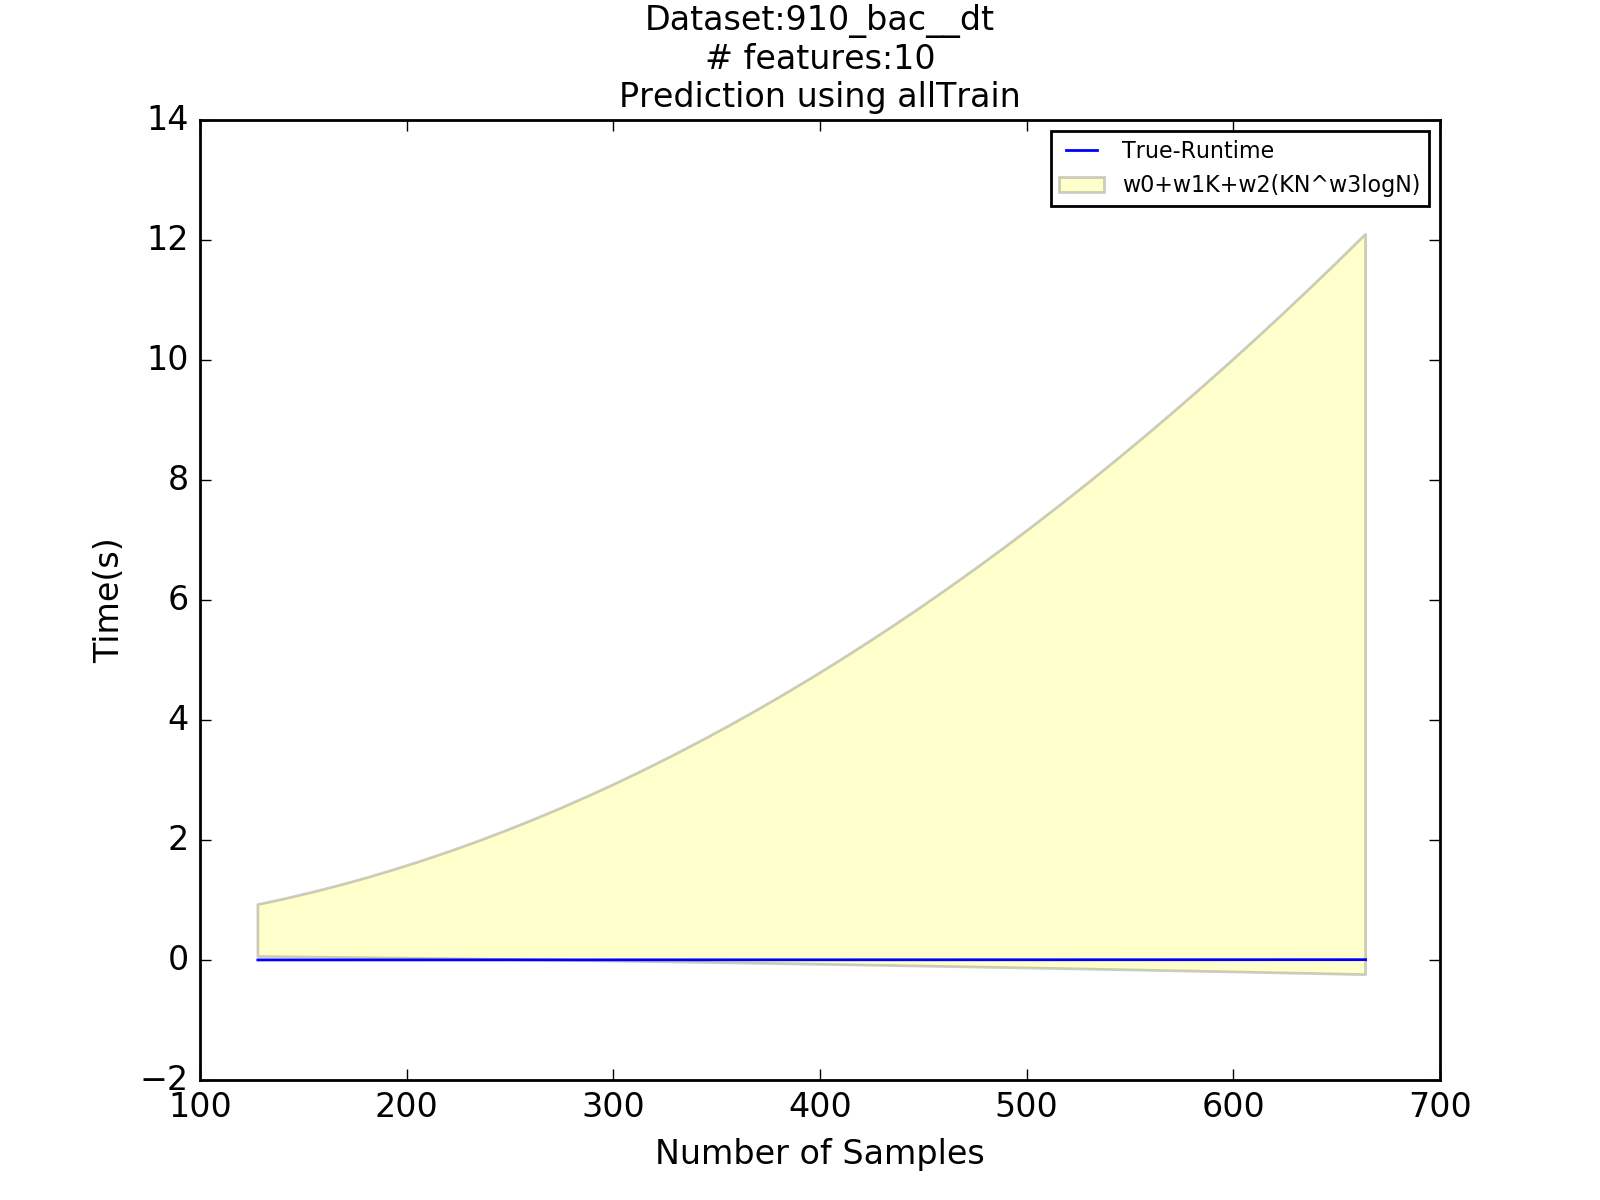 Dataset:910_bac__dt
# features:10
Prediction using allTrain
14
12
10
8
6
4
2
0
−2
True-Runtime
w0+w1K+w2(KN^w3logN)
Time(s)
100 200 300 400 500 600 700
Number of Samples